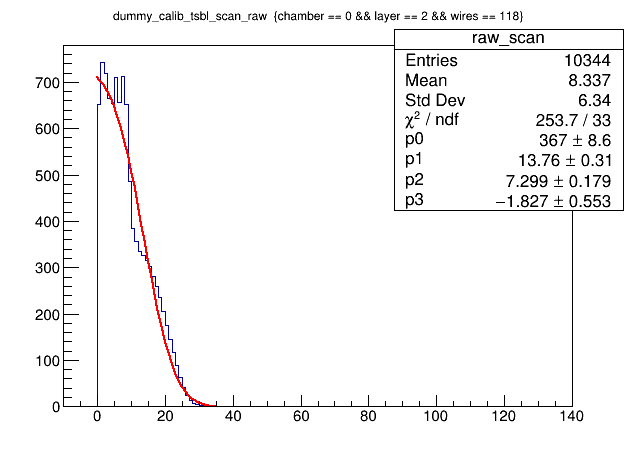 dummy_calib_tsbl_scan_raw {chamber == 0 && layer == 2 && wires == 118}
raw_scan
Entries 10344
Mean 8.337
Std Dev 6.34
χ² / ndf 253.7 / 33
p0 367 ± 8.6
p1 13.76 ± 0.31
p2 7.299 ± 0.179
p3 −1.827 ± 0.553
700
600
500
400
300
200
100
0
0 20 40 60 80 100 120 140